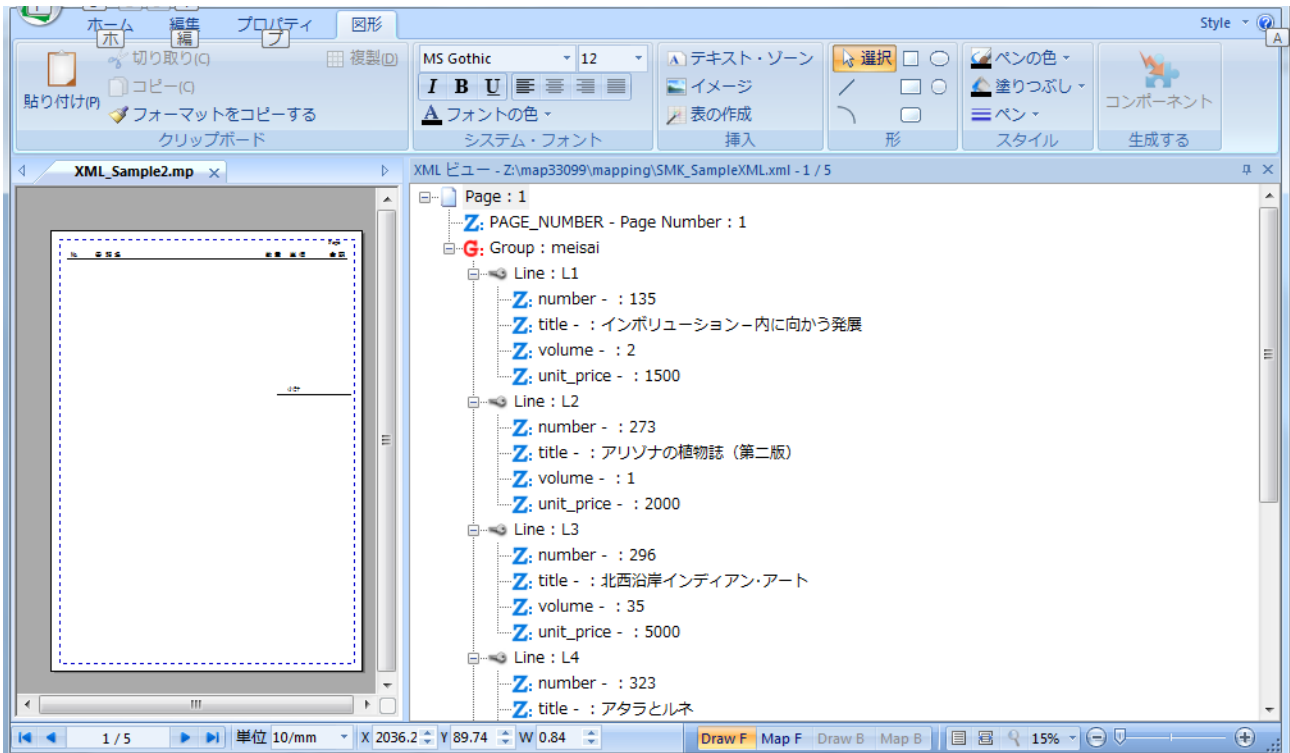 ホーム 編集 プロパティ 図形 Style
ホ 編 プ A
貼り付け(P)
切り取り(C) 複製(D)
コピー(C)
フォーマットをコピーする
クリップボード
MS Gothic 12
I B U
A フォントの色
システム・フォント
テキスト・ゾーン
イメージ
表の作成
挿入
選択
形
ペンの色
塗りつぶし
ペン
スタイル
コンポーネント
生成する
XML_Sample2.mp
XML ビュー - Z:\map33099\mapping\SMK_SampleXML.xml - 1 / 5
Page : 1
Z: PAGE_NUMBER - Page Number : 1
G: Group : meisai
Line : L1
Z: number - : 135
Z: title - : インボリューション－内に向かう発展
Z: volume - : 2
Z: unit_price - : 1500
Line : L2
Z: number - : 273
Z: title - : アリゾナの植物誌（第二版）
Z: volume - : 1
Z: unit_price - : 2000
Line : L3
Z: number - : 296
Z: title - : 北西沿岸インディアン・アート
Z: volume - : 35
Z: unit_price - : 5000
Line : L4
Z: number - : 323
Z: title - : アタラとルネ
1 / 5 単位 10/mm X 2036.2 Y 89.74 W 0.84 Draw F Map F Draw B Map B 15%